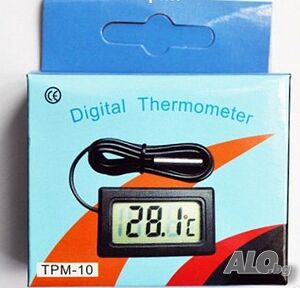 CE
Digital Thermometer
28.1°C
TPM-10
ALO.bg